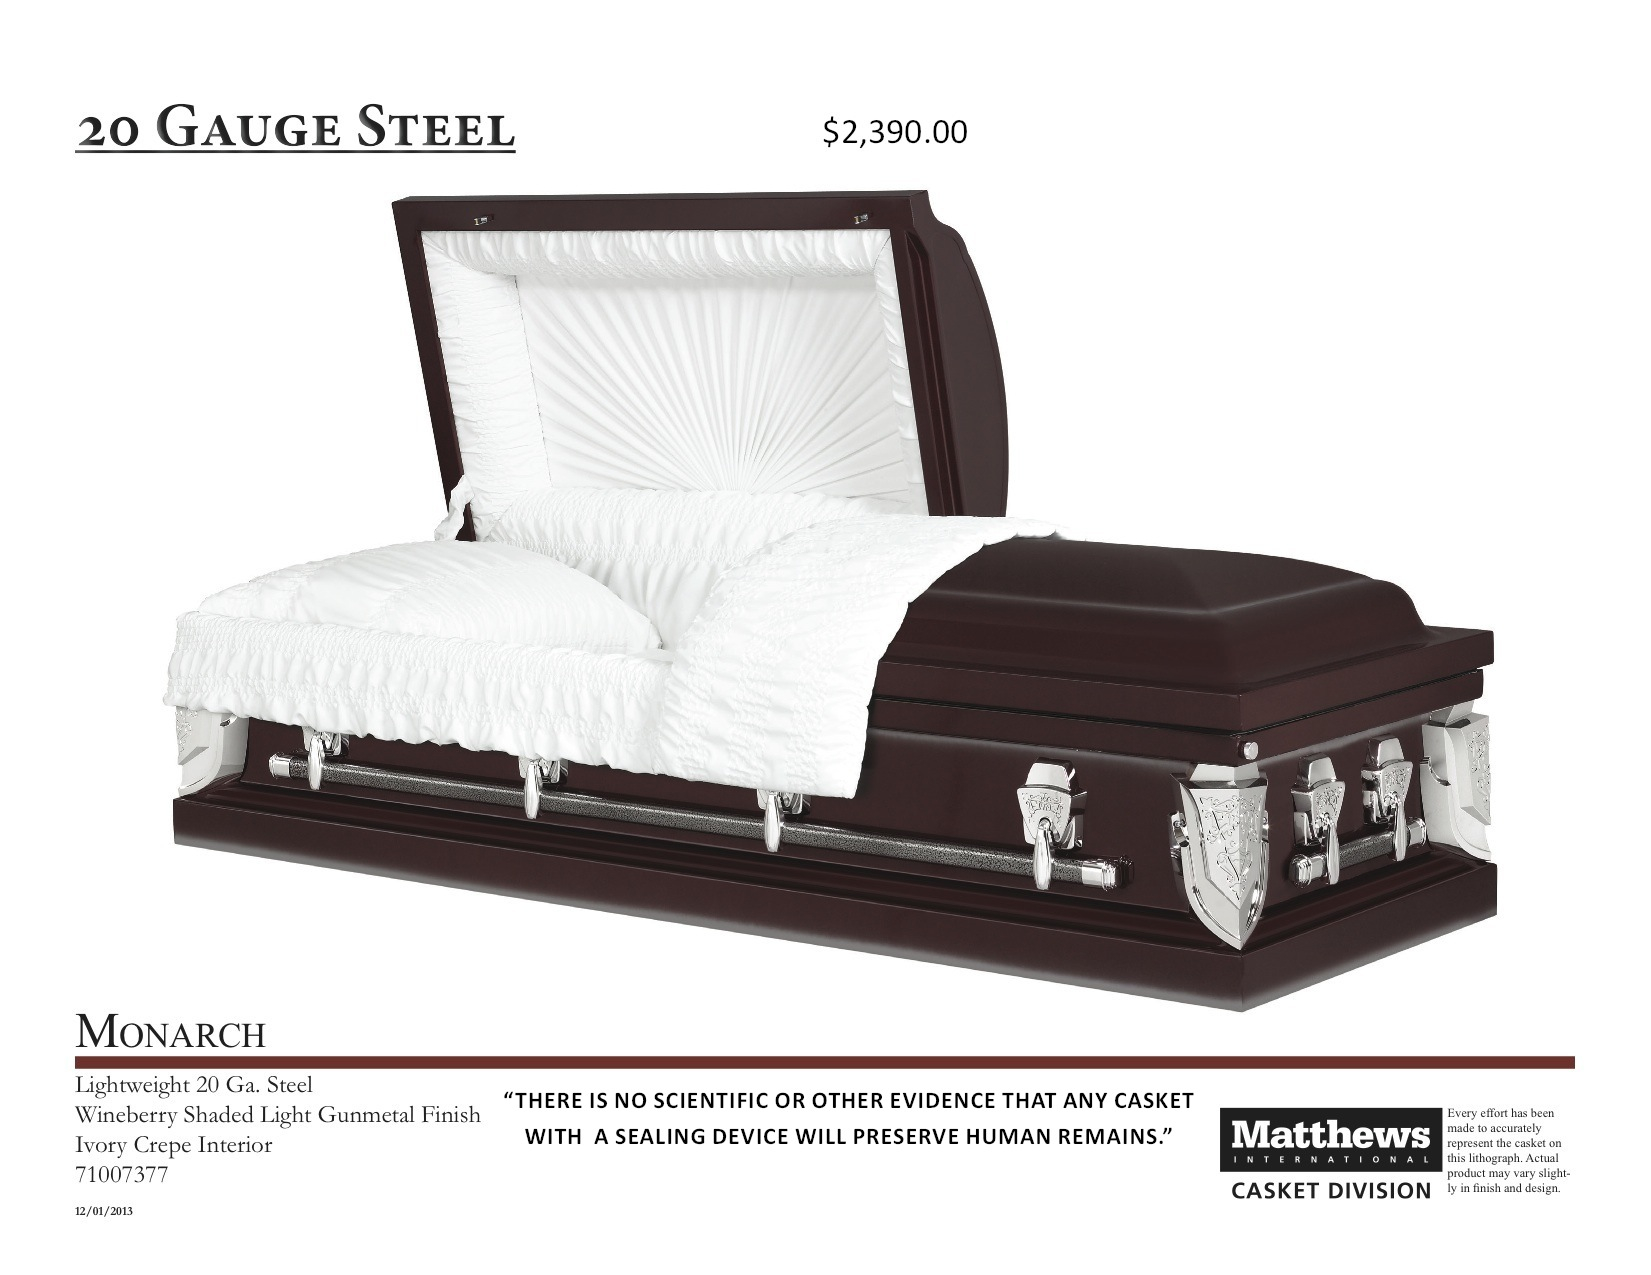 20 Gauge Steel
$2,390.00
Monarch
Lightweight 20 Ga. Steel
Wineberry Shaded Light Gunmetal Finish
Ivory Crepe Interior
71007377
12/01/2013
“THERE IS NO SCIENTIFIC OR OTHER EVIDENCE THAT ANY CASKET
WITH A SEALING DEVICE WILL PRESERVE HUMAN REMAINS.”
Matthews
INTERNATIONAL
CASKET DIVISION
Every effort has been
made to accurately
represent the casket on
this lithograph. Actual
product may vary slight-
ly in finish and design.